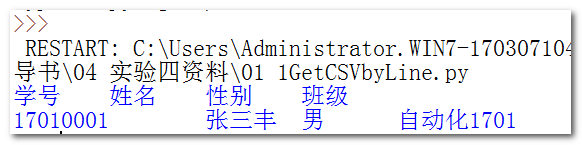 >>>
RESTART: C:\Users\Administrator.WIN7-170307104
导书\04 实验四资料\01 1GetCSVbyLine.py
学号 姓名 性别 班级
17010001 张三丰 男 自动化1701